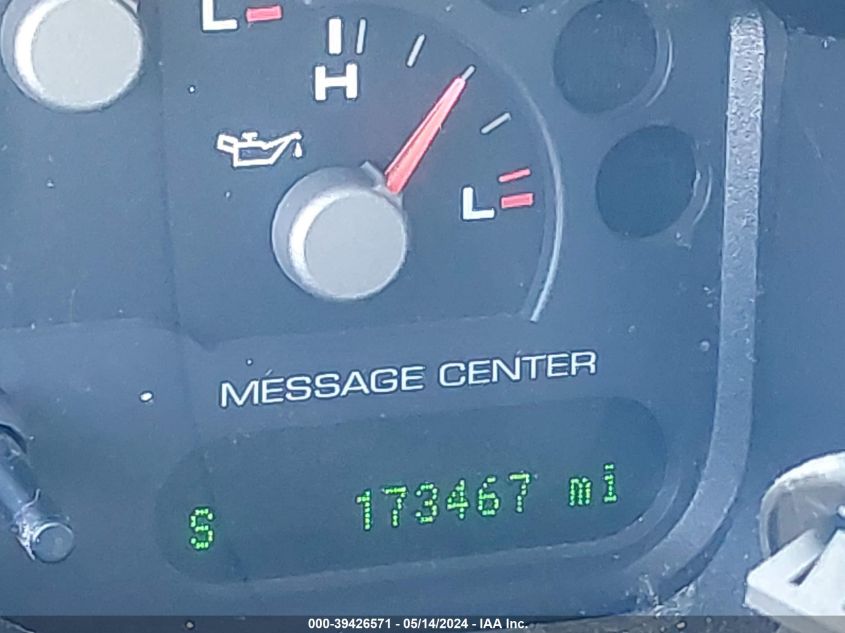 L
H
L
MESSAGE CENTER
S 173467 mi
000-39426571 - 05/14/2024 - IAA Inc.